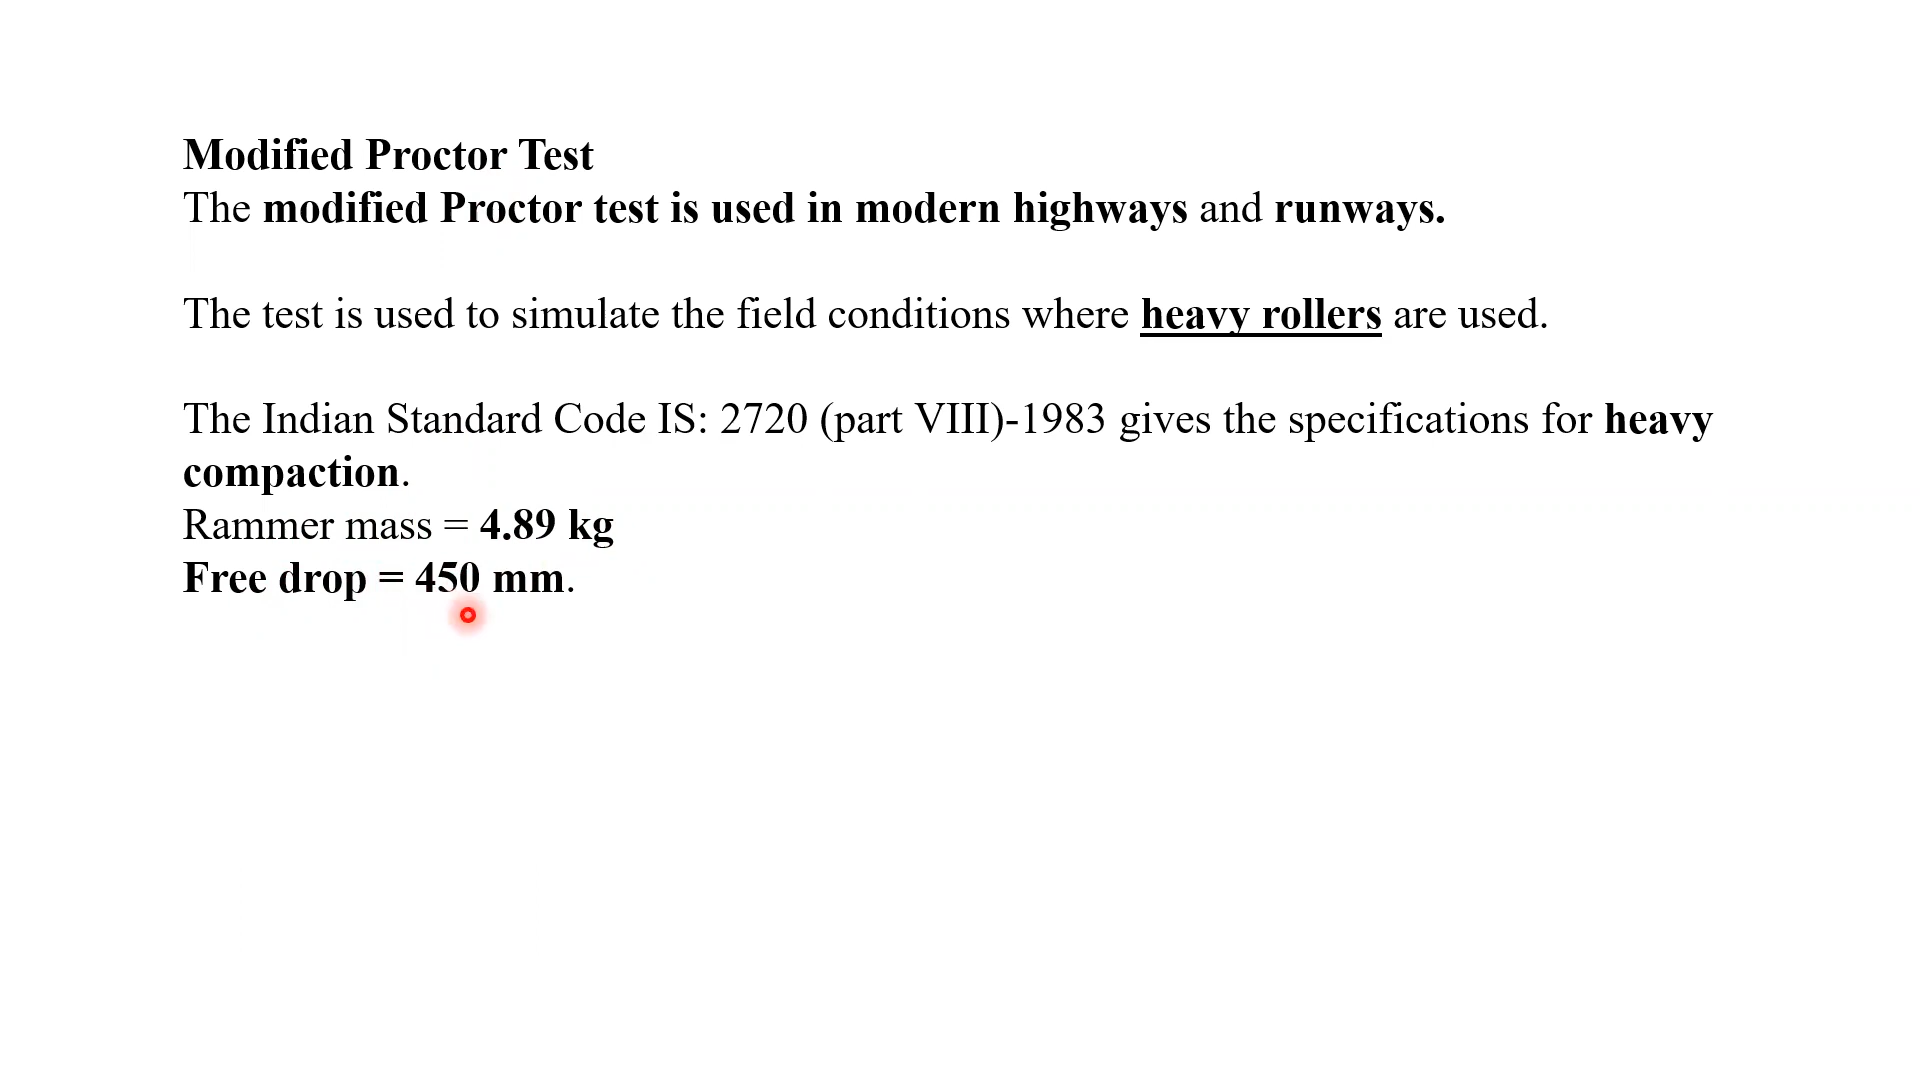 Modified Proctor Test
The modified Proctor test is used in modern highways and runways.
The test is used to simulate the field conditions where heavy rollers are used.
The Indian Standard Code IS: 2720 (part VIII)-1983 gives the specifications for heavy
compaction.
Rammer mass = 4.89 kg
Free drop = 450 mm.